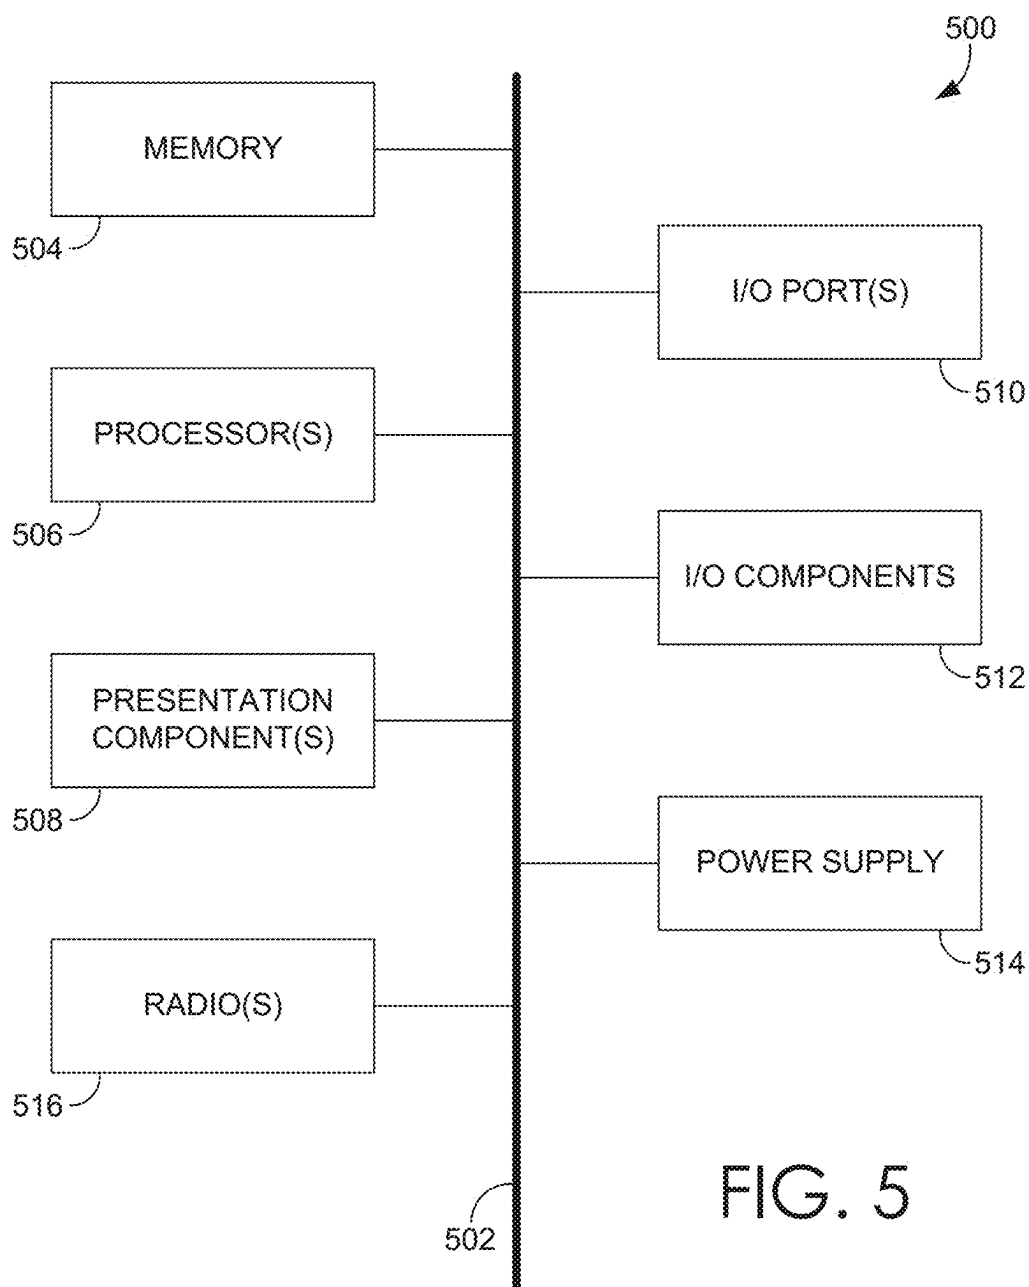 500
MEMORY
504
I/O PORT(S)
510
PROCESSOR(S)
506
I/O COMPONENTS
512
PRESENTATION
COMPONENT(S)
508
POWER SUPPLY
514
RADIO(S)
516
502
FIG. 5